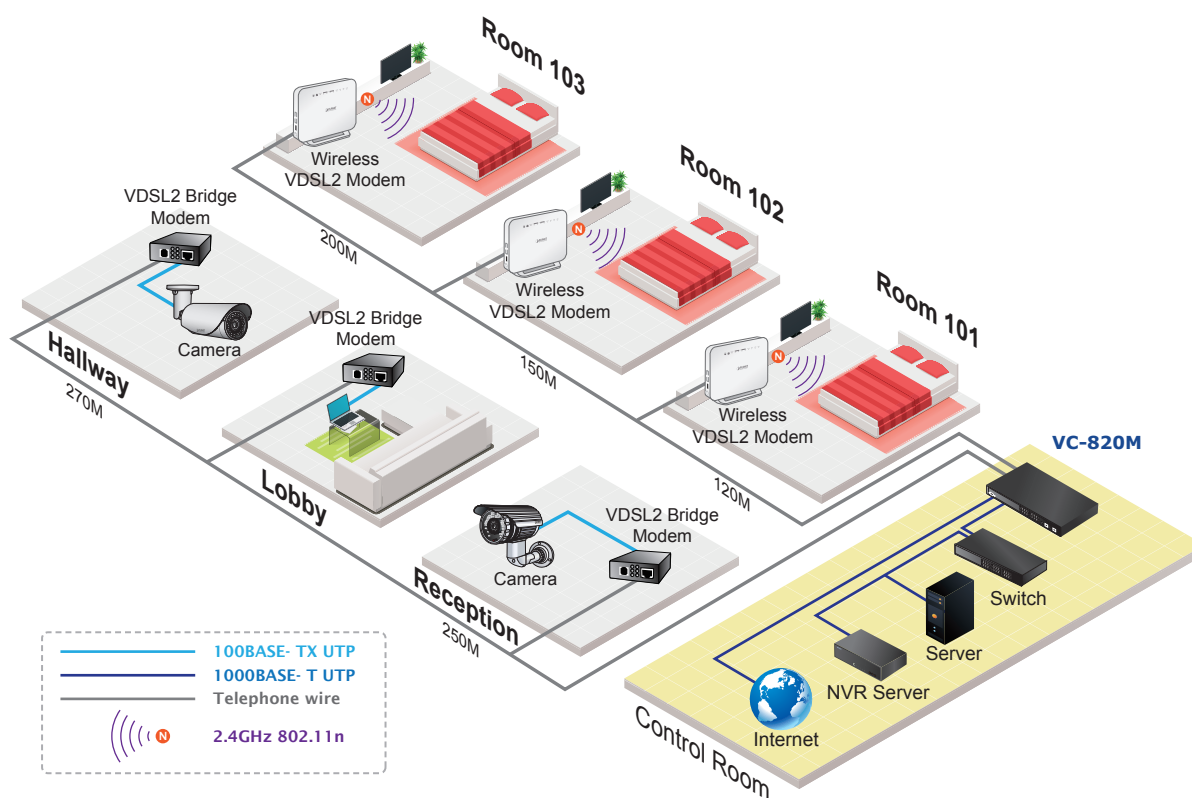 Room 103
N
Wireless
VDSL2 Modem
200M
Room 102
N
Wireless
VDSL2 Modem
150M
Room 101
N
Wireless
VDSL2 Modem
120M
VDSL2 Bridge
Modem
Camera
Hallway
270M
VDSL2 Bridge
Modem
Lobby
VDSL2 Bridge
Modem
Camera
Reception
250M
VC-820M
Switch
Server
NVR Server
Internet
Control Room
100BASE- TX UTP
1000BASE- T UTP
Telephone wire
N
2.4GHz 802.11n